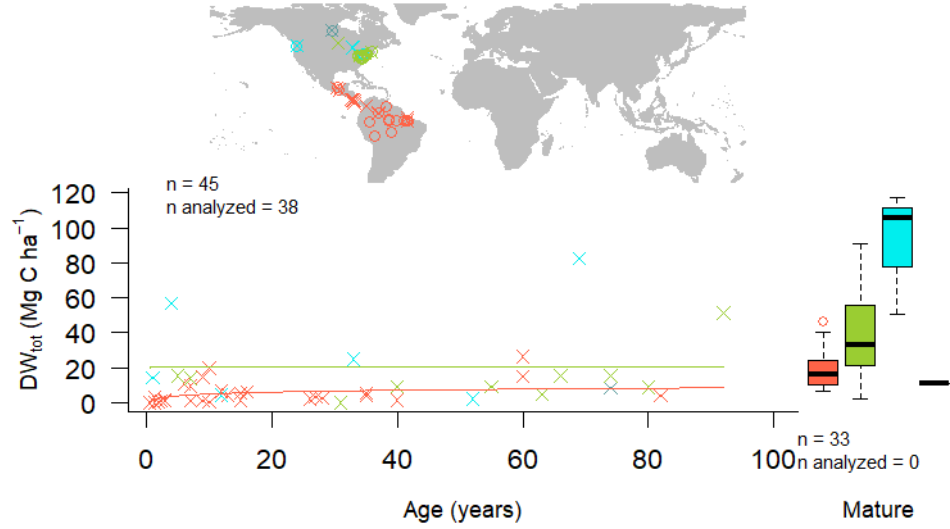 n = 45
n analyzed = 38
DWtot (Mg C ha−1)
120
100
80
60
40
20
0
0 20 40 60 80 100
n = 33
n analyzed = 0
Age (years)
Mature